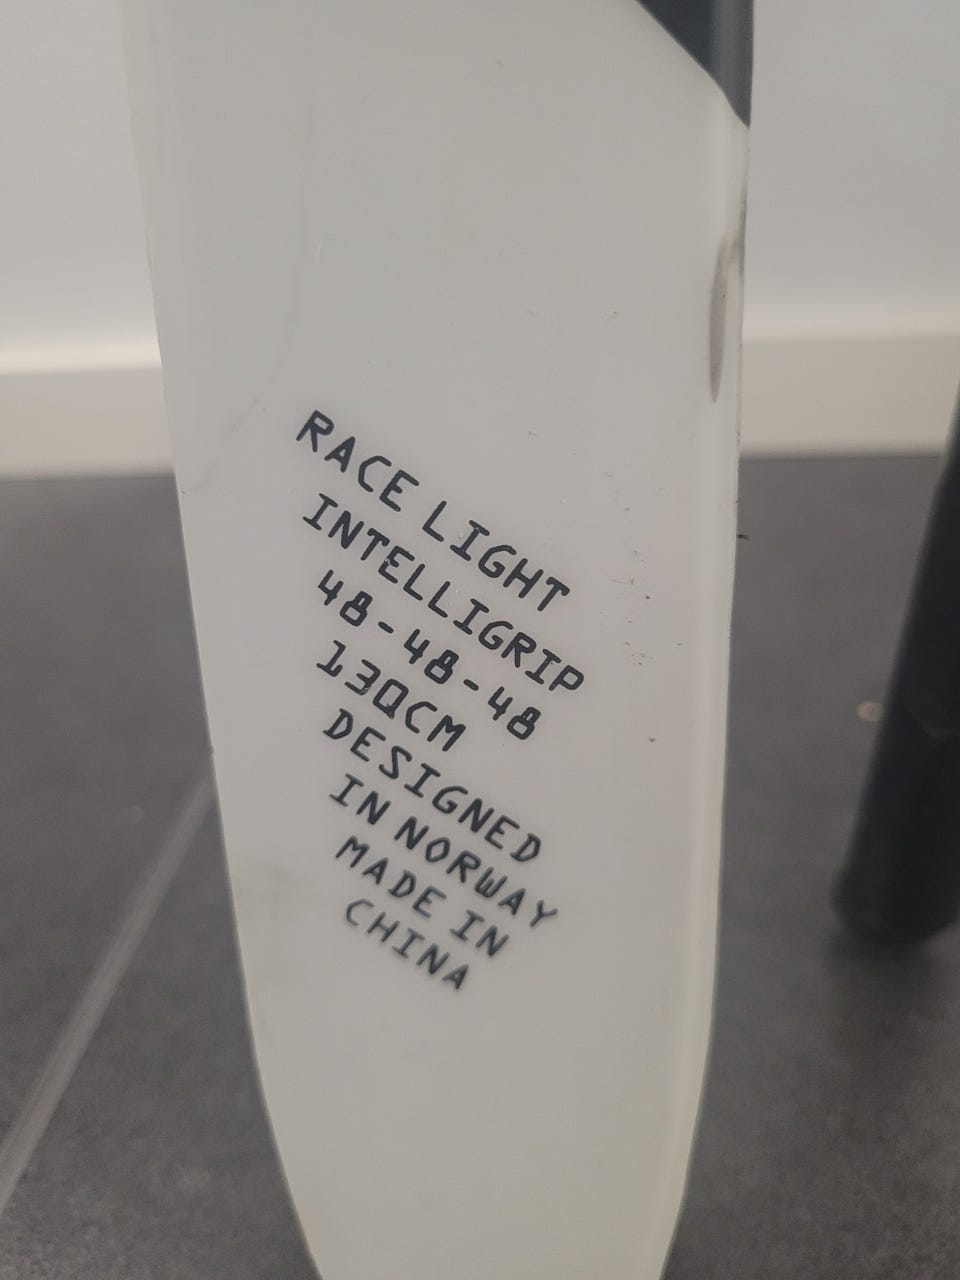 RACE LIGHT
INTELLIGRIP
48-48-48
130CM
DESIGNED
IN NORWAY
MADE IN
CHINA